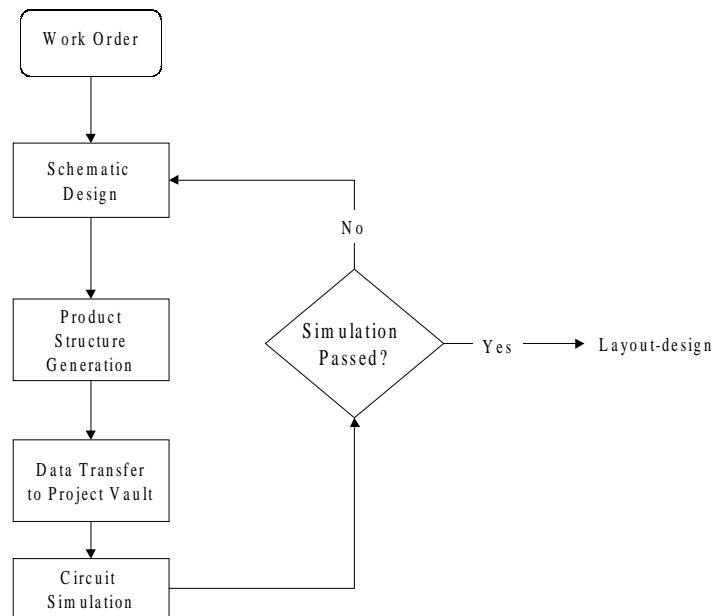 Work Order
Schematic
Design
No
Product
Structure
Generation
Simulation
Passed?
Yes
Layout-design
Data Transfer
to Project Vault
Circuit
Simulation